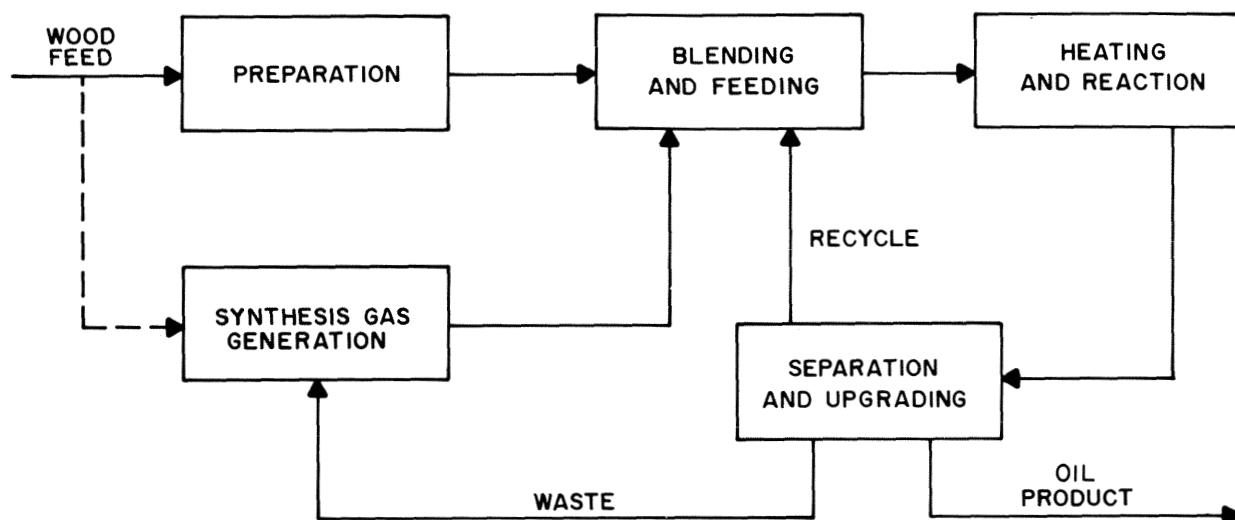 WOOD
FEED
PREPARATION
BLENDING
AND FEEDING
HEATING
AND REACTION
RECYCLE
SYNTHESIS GAS
GENERATION
SEPARATION
AND UPGRADING
WASTE
OIL
PRODUCT